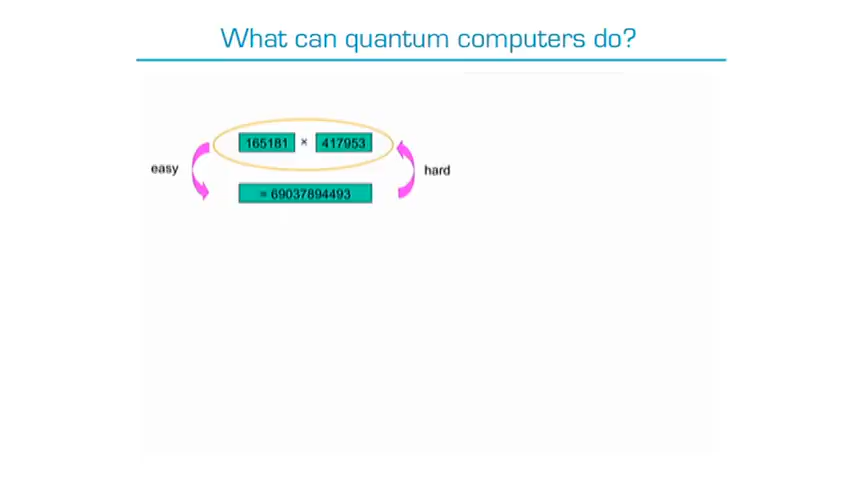 What can quantum computers do?
165181 × 417953
easy
hard
= 69037894493